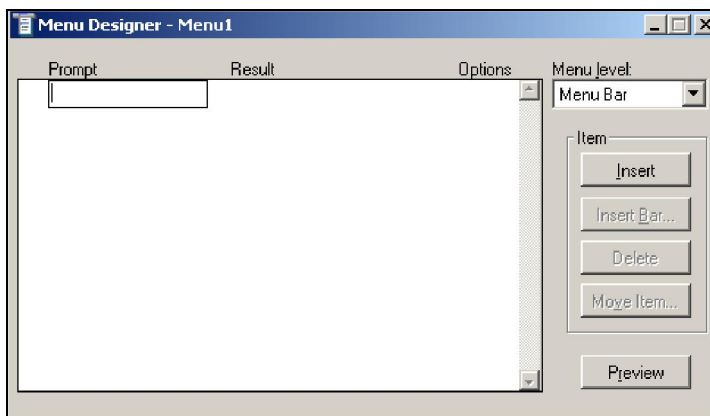 Menu Designer - Menu1
Prompt Result Options Menu level:
Menu Bar
Item
Insert
Insert Bar...
Delete
Move Item...
Preview